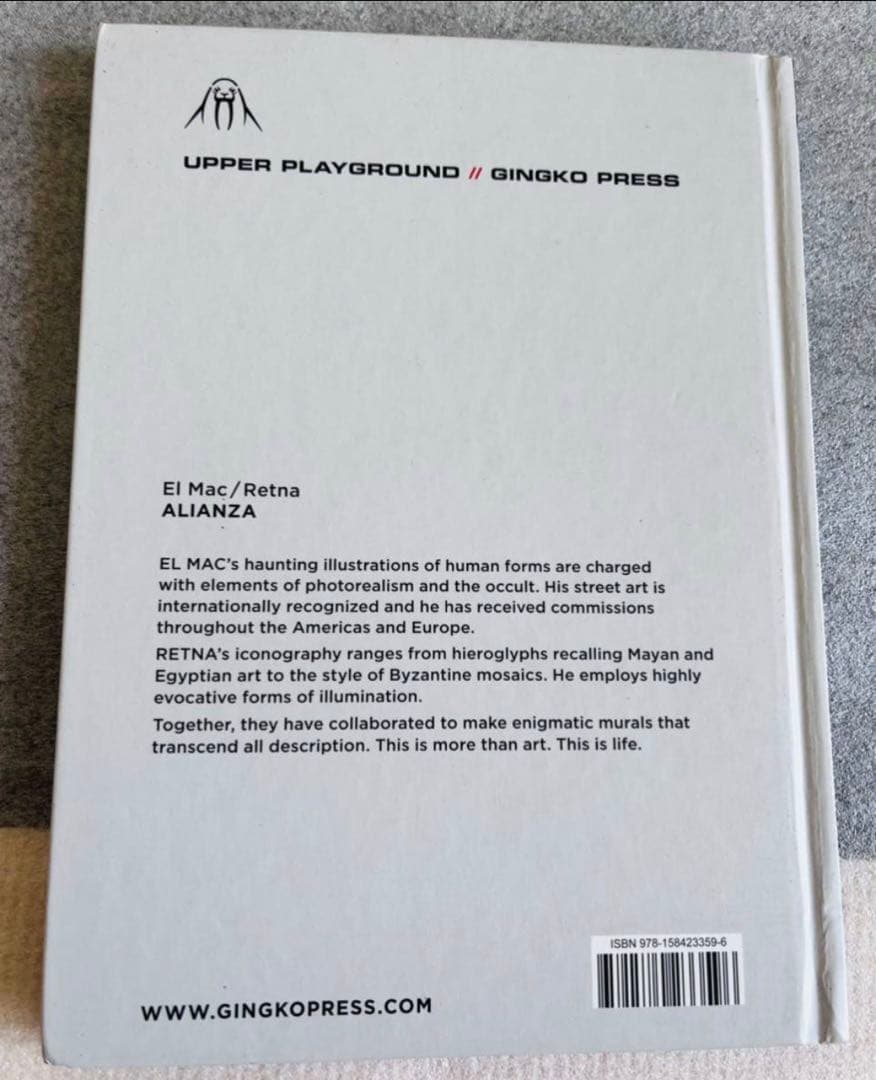 UPPER PLAYGROUND // GINGKO PRESS
El Mac/Retna
ALIANZA
EL MAC's haunting illustrations of human forms are charged
with elements of photorealism and the occult. His street art is
internationally recognized and he has received commissions
throughout the Americas and Europe.
RETNA's iconography ranges from hieroglyphs recalling Mayan and
Egyptian art to the style of Byzantine mosaics. He employs highly
evocative forms of illumination.
Together, they have collaborated to make enigmatic murals that
transcend all description. This is more than art. This is life.
ISBN 978-158423359-6
WWW.GINGKOPRESS.COM